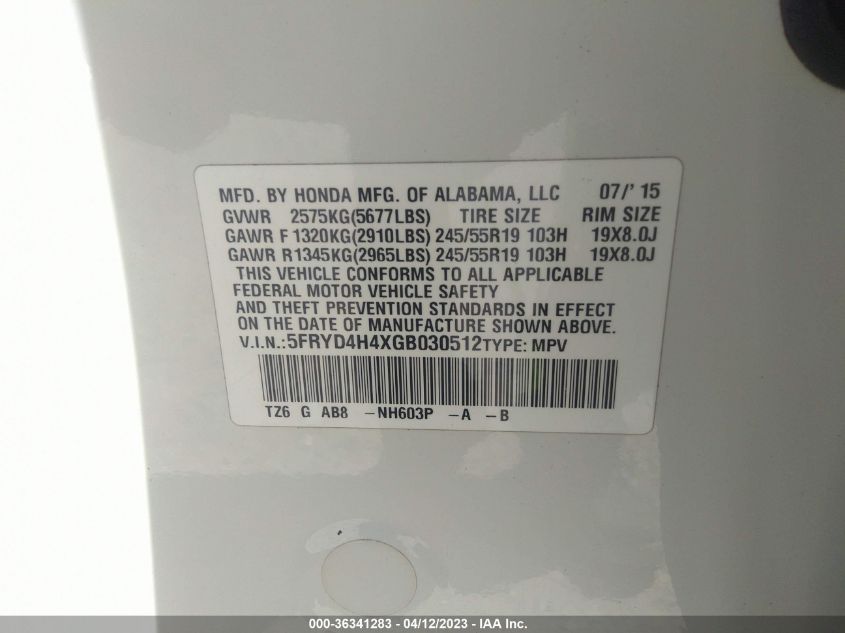 MFD. BY HONDA MFG. OF ALABAMA, LLC 07/' 15
GVWR 2575KG(5677LBS) TIRE SIZE RIM SIZE
GAWR F 1320KG(2910LBS) 245/55R19 103H 19X8.0J
GAWR R1345KG(2965LBS) 245/55R19 103H 19X8.0J
THIS VEHICLE CONFORMS TO ALL APPLICABLE
FEDERAL MOTOR VEHICLE SAFETY
AND THEFT PREVENTION STANDARDS IN EFFECT
ON THE DATE OF MANUFACTURE SHOWN ABOVE.
V.I.N.:5FRYD4H4XGB030512TYPE: MPV
TZ6 G AB8 -NH603P -A -B
000-36341283 - 04/12/2023 - IAA Inc.